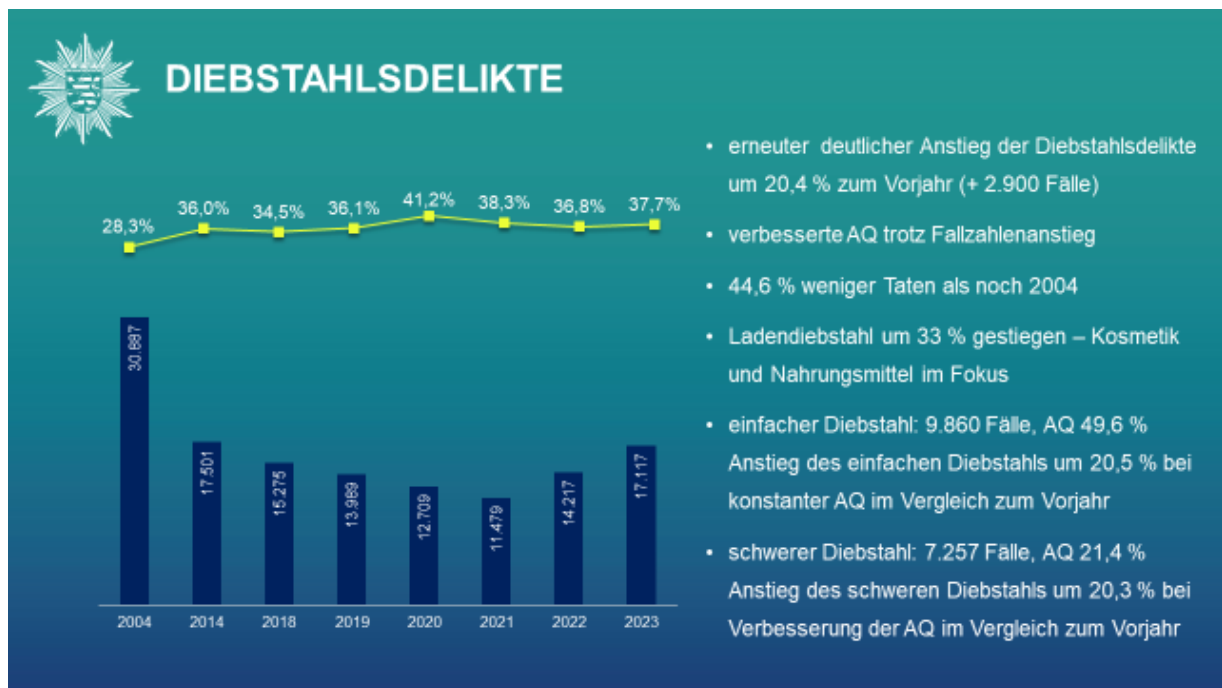 DIEBSTAHLSDELIKTE
28,3%
36,0%
34,5%
36,1%
41,2%
38,3%
36,8%
37,7%
30.887
17.501
15.275
13.989
12.709
11.479
14.217
17.117
2004
2014
2018
2019
2020
2021
2022
2023
• erneuter deutlicher Anstieg der Diebstahlsdelikte
um 20,4 % zum Vorjahr (+ 2.900 Fälle)
• verbesserte AQ trotz Fallzahlenanstieg
• 44,6 % weniger Taten als noch 2004
• Ladendiebstahl um 33 % gestiegen – Kosmetik
und Nahrungsmittel im Fokus
• einfacher Diebstahl: 9.860 Fälle, AQ 49,6 %
Anstieg des einfachen Diebstahls um 20,5 % bei
konstanter AQ im Vergleich zum Vorjahr
• schwerer Diebstahl: 7.257 Fälle, AQ 21,4 %
Anstieg des schweren Diebstahls um 20,3 % bei
Verbesserung der AQ im Vergleich zum Vorjahr